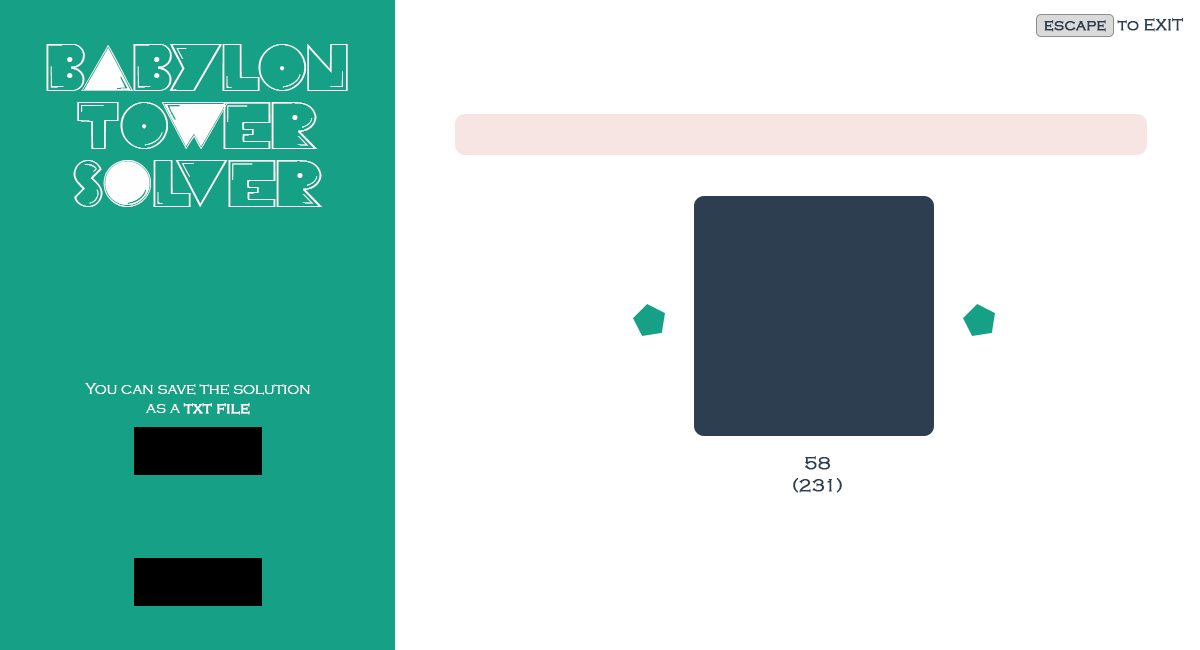 BABYLON
TOWER
SOLVER
You can save the solution
as a txt file
ESCAPE to EXIT
58
(231)